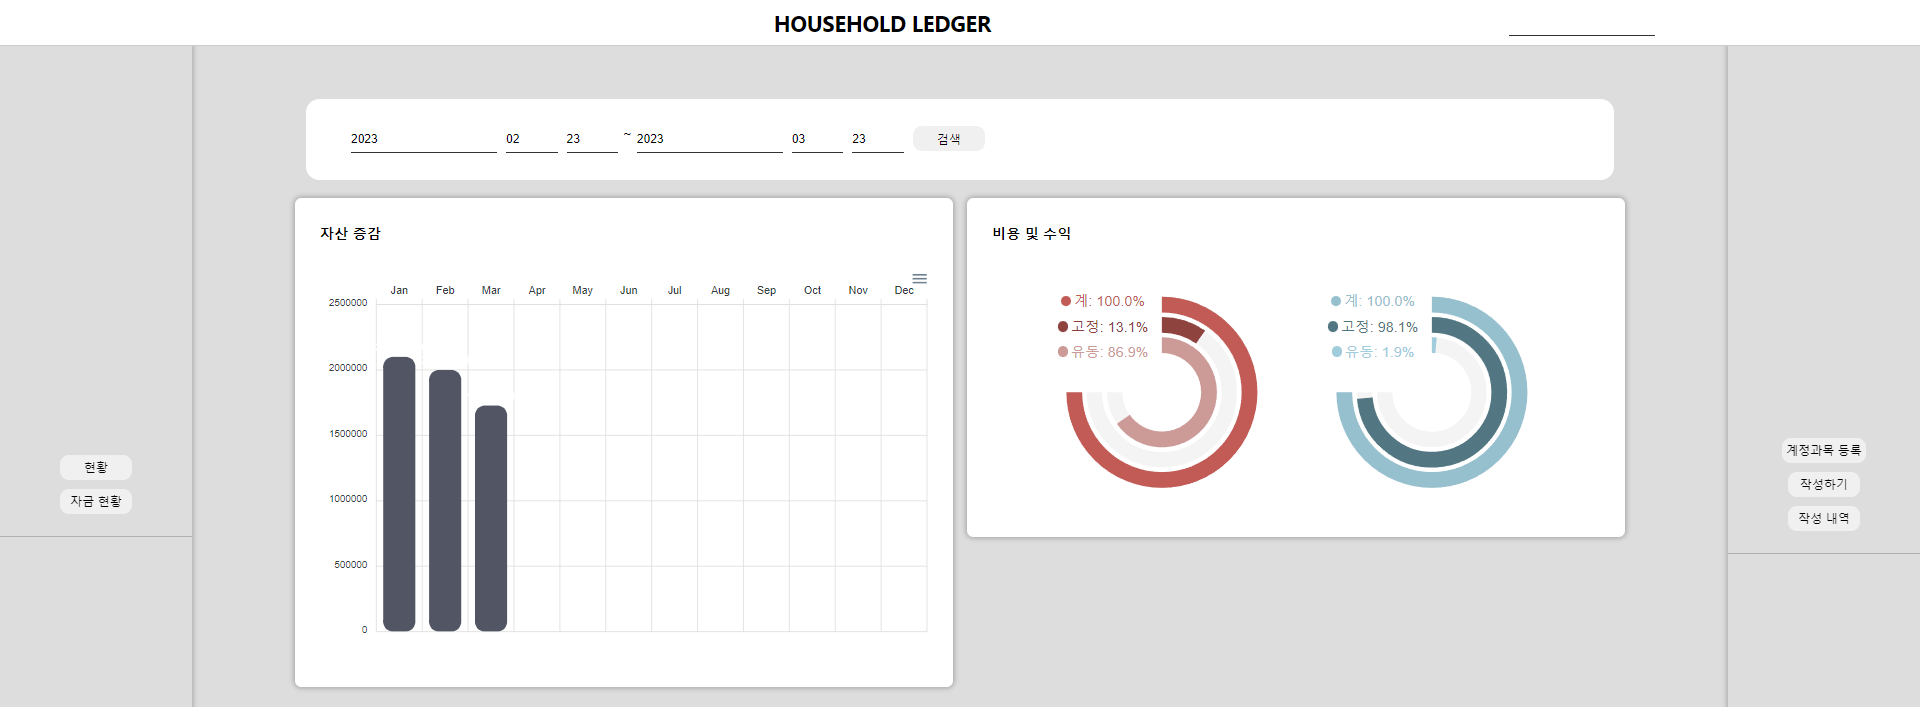 HOUSEHOLD LEDGER
2023 02 23 ~ 2023 03 23 검색
자산 증감
Jan Feb Mar Apr May Jun Jul Aug Sep Oct Nov Dec
2500000
2000000
1500000
1000000
500000
0
비용 및 수익
계: 100.0%
고정: 13.1%
유동: 86.9%
계: 100.0%
고정: 98.1%
유동: 1.9%
현황
자금 현황
계정과목 등록
작성하기
작성 내역